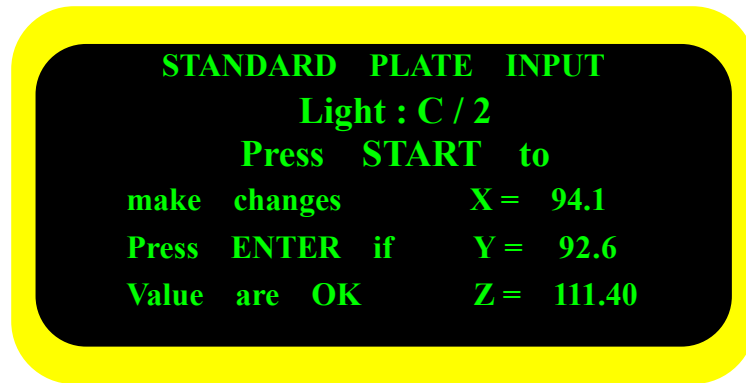 STANDARD PLATE INPUT
Light : C / 2
Press START to
make changes X = 94.1
Press ENTER if Y = 92.6
Value are OK Z = 111.40